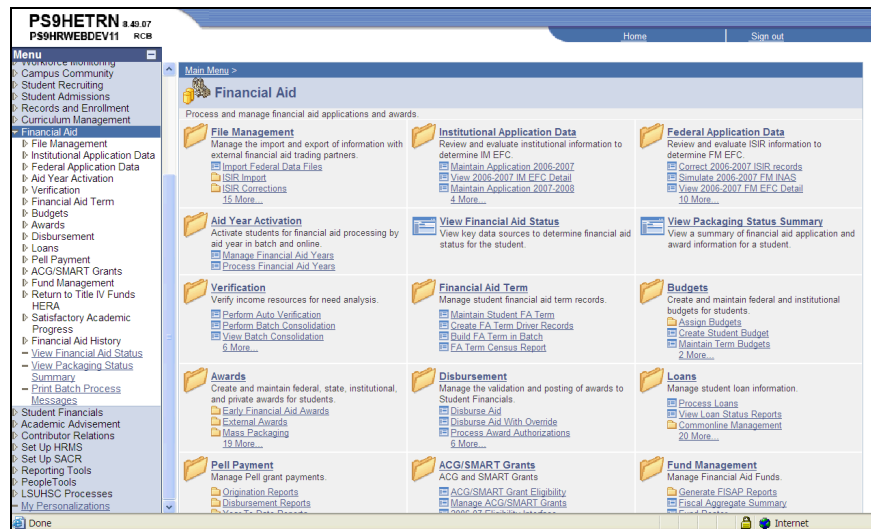 PS9HETRN 8.49.07
PS9HRWEBDEV11 RCB
Home
Sign out
Menu
Workforce Monitoring
Campus Community
Student Recruiting
Student Admissions
Records and Enrollment
Curriculum Management
Financial Aid
File Management
Institutional Application Data
Federal Application Data
Aid Year Activation
Verification
Financial Aid Term
Budgets
Awards
Disbursement
Loans
Pell Payment
ACG/SMART Grants
Fund Management
Return to Title IV Funds
HERA
Satisfactory Academic
Progress
Financial Aid History
View Financial Aid Status
View Packaging Status
Summary
Print Batch Process
Messages
Student Financials
Academic Advisement
Contributor Relations
Set Up HRMS
Set Up SACR
Reporting Tools
PeopleTools
LSUHSC Processes
My Personalizations
Main Menu >
Financial Aid
Process and manage financial aid applications and awards.
File Management
Manage the import and export of information with
external financial aid trading partners.
Import Federal Data Files
ISIR Import
ISIR Corrections
15 More...
Institutional Application Data
Review and evaluate institutional information to
determine IM EFC.
Maintain Application 2006-2007
View 2006-2007 IM EFC Detail
Maintain Application 2007-2008
4 More...
Federal Application Data
Review and evaluate ISIR information to
determine FM EFC.
Correct 2006-2007 ISIR records
Simulate 2006-2007 FM INAS
View 2006-2007 FM EFC Detail
10 More...
Aid Year Activation
Activate students for financial aid processing by
aid year in batch and online.
Manage Financial Aid Years
Process Financial Aid Years
View Financial Aid Status
View key data sources to determine financial aid
status for the student.
View Packaging Status Summary
View a summary of financial aid application and
award information for a student.
Verification
Verify income resources for need analysis.
Perform Auto Verification
Perform Batch Consolidation
View Batch Consolidation
6 More...
Financial Aid Term
Manage student financial aid term records.
Maintain Student FA Term
Create FA Term Driver Records
Build FA Term in Batch
FA Term Census Report
Budgets
Create and maintain federal and institutional
budgets for students.
Assign Budgets
Create Student Budget
Maintain Term Budgets
2 More...
Awards
Create and maintain federal, state, institutional,
and private awards for students.
Early Financial Aid Awards
External Awards
Mass Packaging
19 More...
Disbursement
Manage the validation and posting of awards to
Student Financials.
Disburse Aid
Disburse Aid With Override
Process Award Authorizations
6 More...
Loans
Manage student loan information.
Process Loans
View Loan Status Reports
Commonline Management
20 More...
Pell Payment
Manage Pell grant payments.
Origination Reports
Disbursement Reports
ACG/SMART Grants
ACG and SMART Grants
ACG/SMART Grant Eligibility
Manage ACG/SMART Grants
Fund Management
Manage Financial Aid Funds.
Generate FISAP Reports
Fiscal Aggregate Summary
Done
Internet